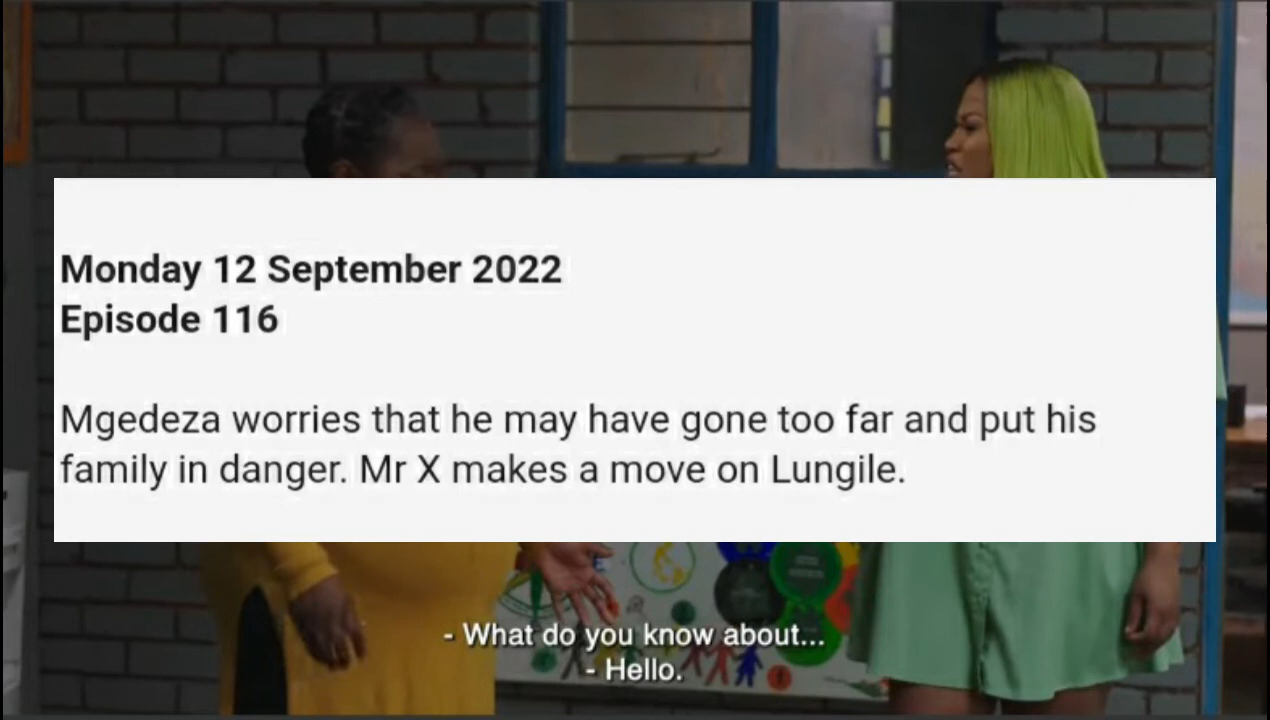 Monday 12 September 2022
Episode 116
Mgedeza worries that he may have gone too far and put his
family in danger. Mr X makes a move on Lungile.
- What do you know about...
- Hello.